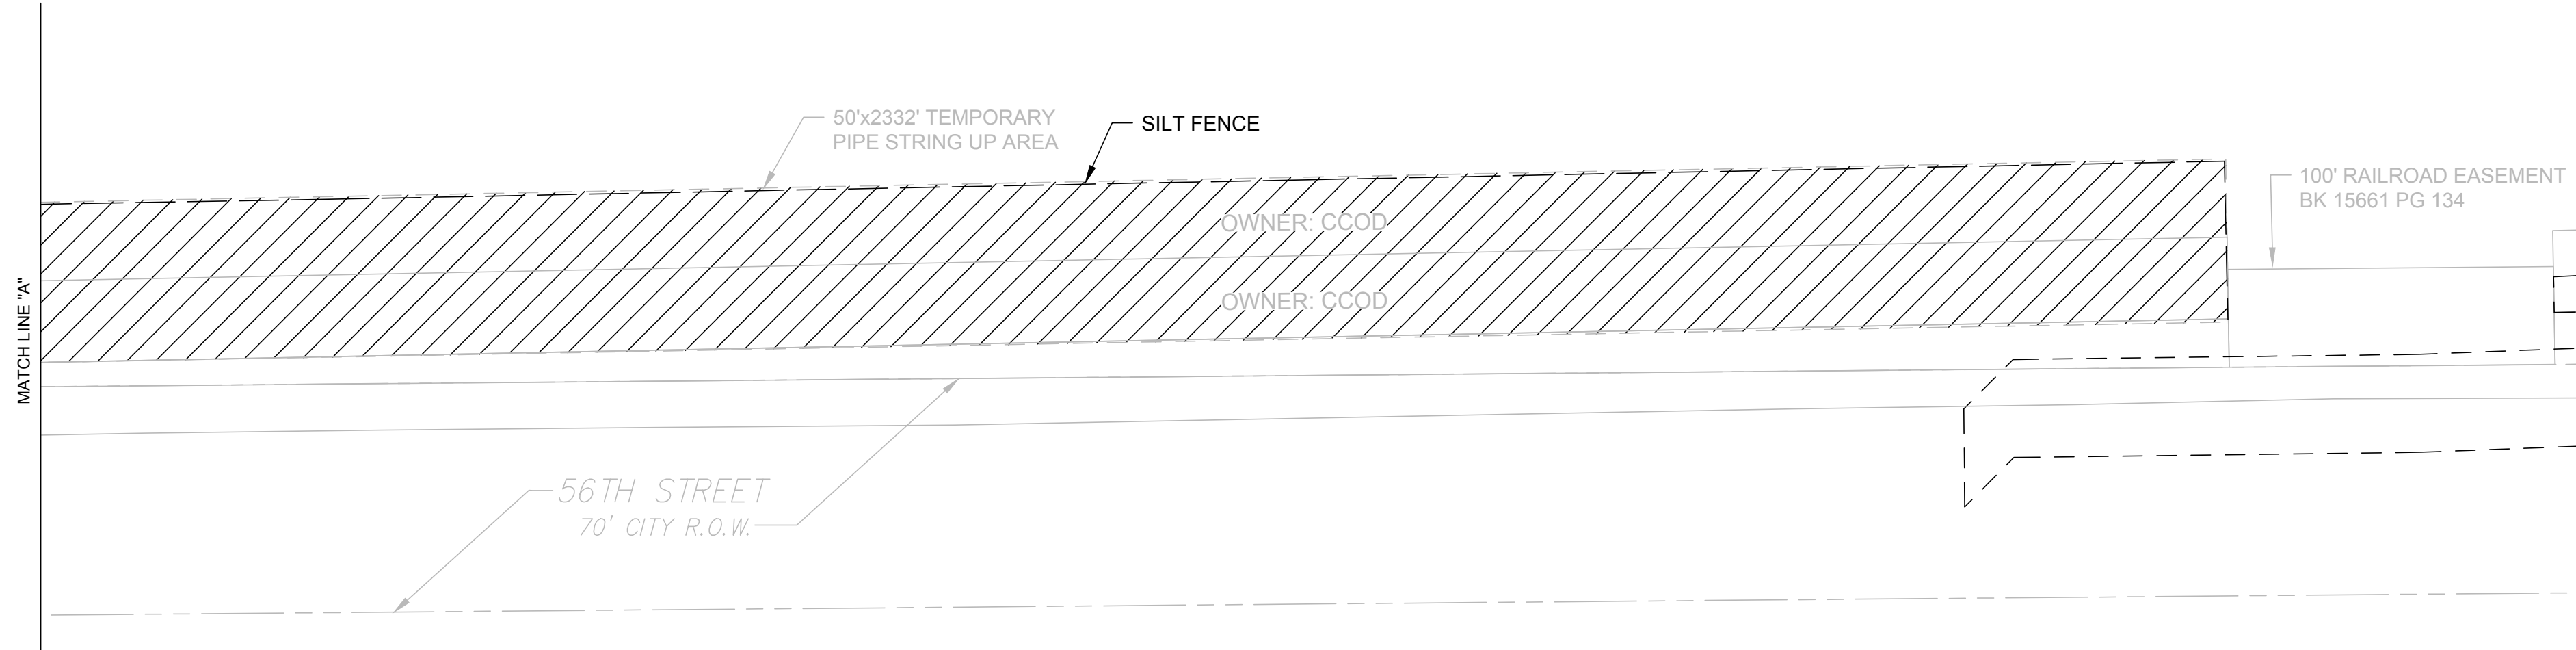 50'x2332' TEMPORARY
PIPE STRING UP AREA
SILT FENCE
100' RAILROAD EASEMENT
BK 15661 PG 134
OWNER: CCOD
OWNER: CCOD
MATCH LINE "A"
56TH STREET
70' CITY R.O.W.